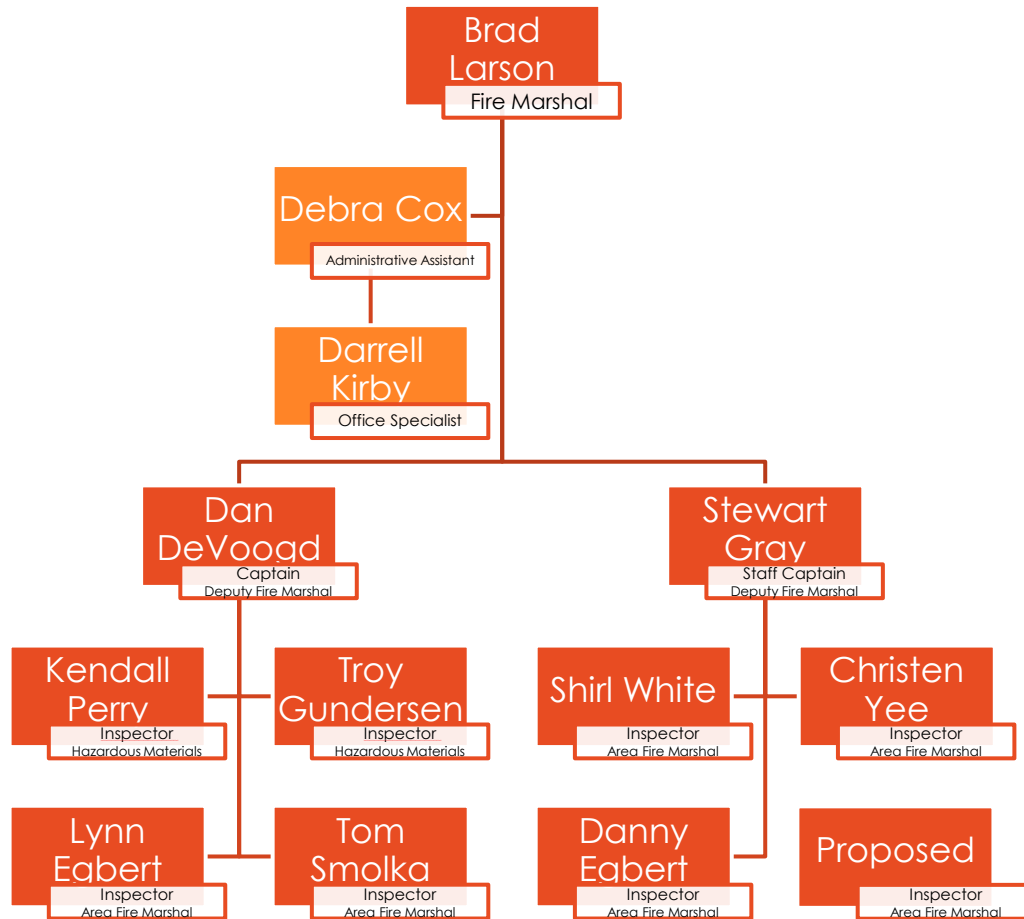 Brad
Larson
Fire Marshal
Debra Cox
Administrative Assistant
Darrell
Kirby
Office Specialist
Dan
DeVoogd
Captain
Deputy Fire Marshal
Stewart
Gray
Staff Captain
Deputy Fire Marshal
Kendall
Perry
Inspector
Hazardous Materials
Troy
Gundersen
Inspector
Hazardous Materials
Shirl White
Inspector
Area Fire Marshal
Christen
Yee
Inspector
Area Fire Marshal
Lynn
Egbert
Inspector
Area Fire Marshal
Tom
Smolka
Inspector
Area Fire Marshal
Danny
Egbert
Inspector
Area Fire Marshal
Proposed
Inspector
Area Fire Marshal